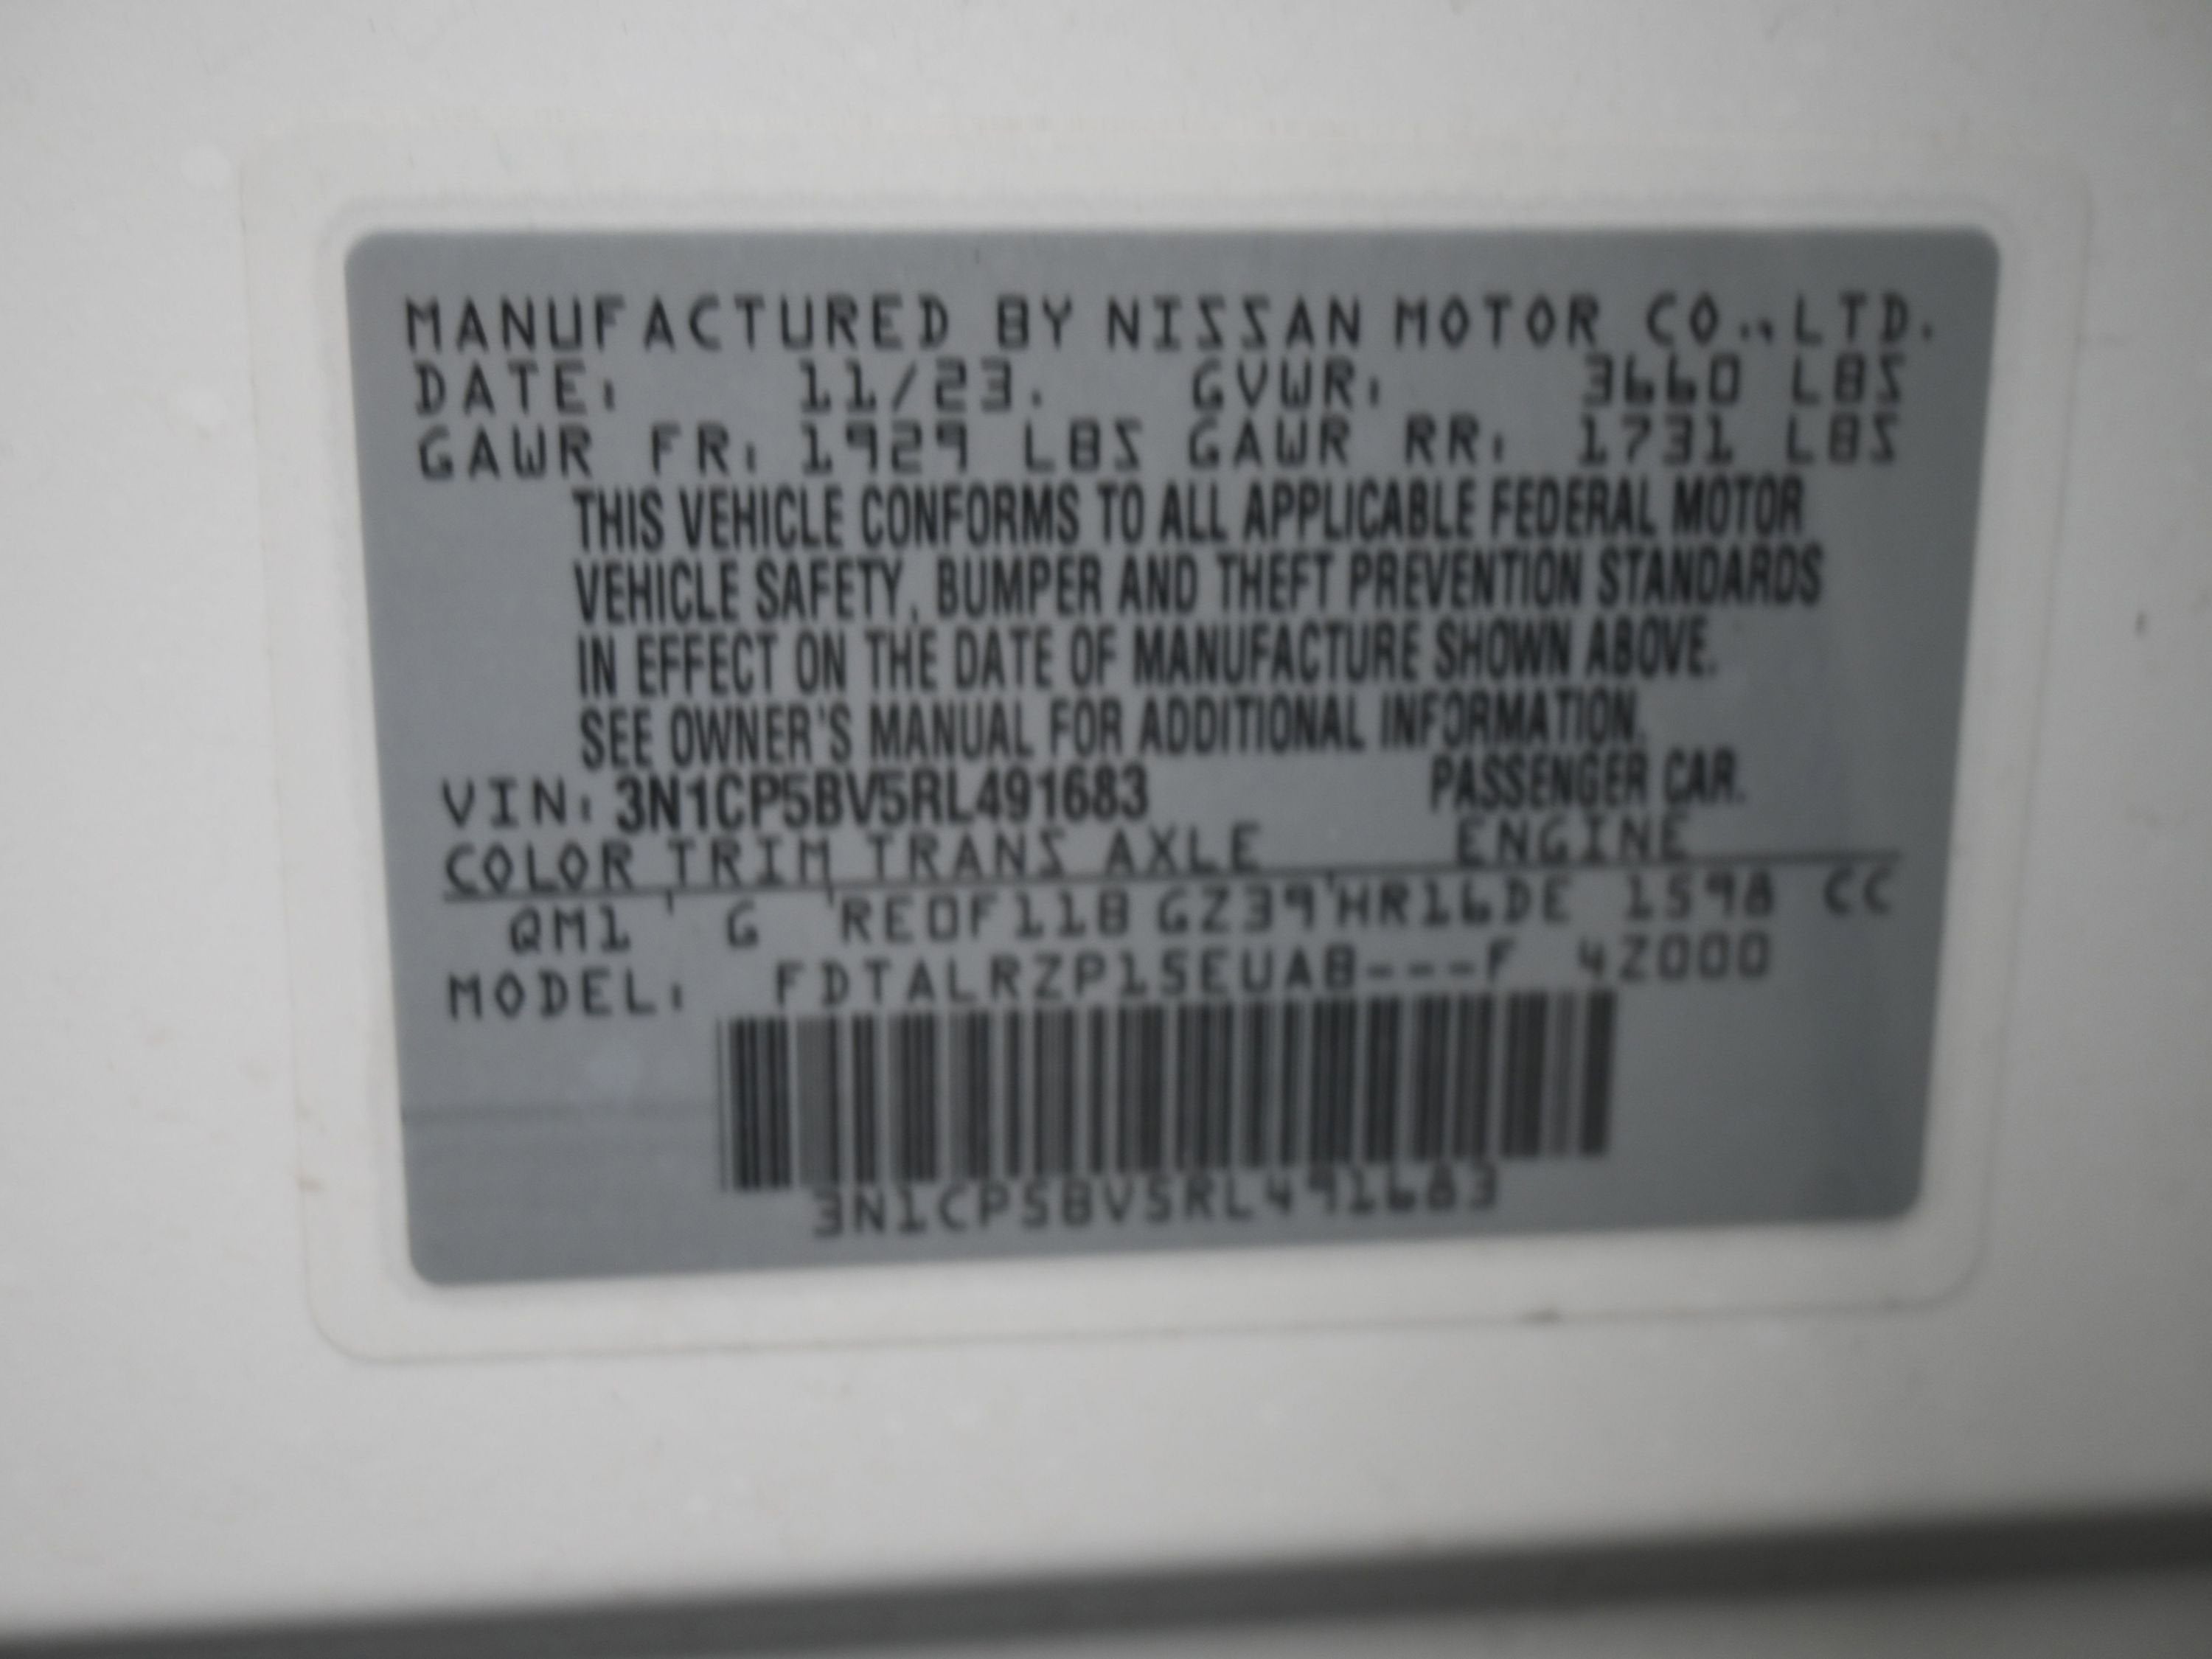 MANUFACTURED BY NISSAN MOTOR CO., LTD.
DATE: 11/23. GVWR: 3660 LBS
GAWR FR: 1929 LBS GAWR RR: 1731 LBS
THIS VEHICLE CONFORMS TO ALL APPLICABLE FEDERAL MOTOR
VEHICLE SAFETY, BUMPER AND THEFT PREVENTION STANDARDS
IN EFFECT ON THE DATE OF MANUFACTURE SHOWN ABOVE.
SEE OWNER'S MANUAL FOR ADDITIONAL INFORMATION.
VIN: 3N1CP5BV5RL491683 PASSENGER CAR.
COLOR TRIM TRANS AXLE ENGINE
QM1 G RE0F11B GZ39 HR16DE 1598 CC
MODEL: FDTALRZP15EUAB---F 4Z000
3N1CP5BV5RL491683